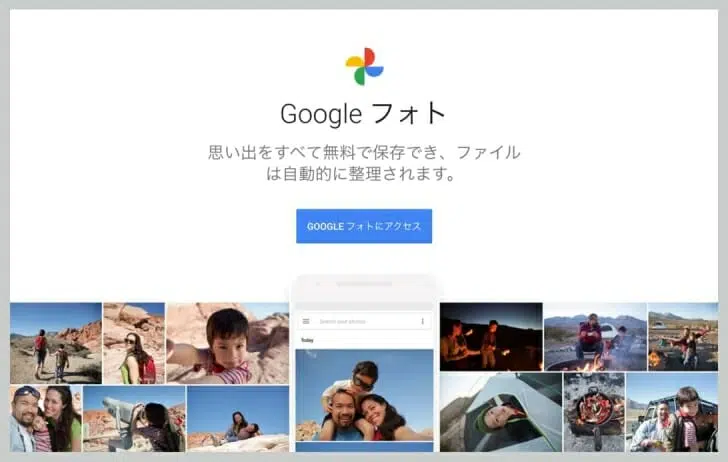 Google フォト
思い出をすべて無料で保存でき、ファイル
は自動的に整理されます。
GOOGLE フォトにアクセス
Search your photos
Today